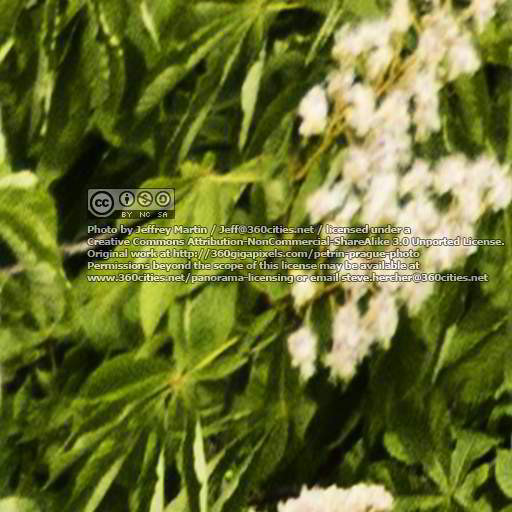 cc BY NC SA
Photo by Jeffrey Martin / Jeff@360cities.net / licensed under a
Creative Commons Attribution-NonCommercial-ShareAlike 3.0 Unported License.
Original work at http://360gigapixels.com/petrin-prague-photo
Permissions beyond the scope of this license may be available at
www.360cities.net/panorama-licensing or email steve.hercher@360cities.net